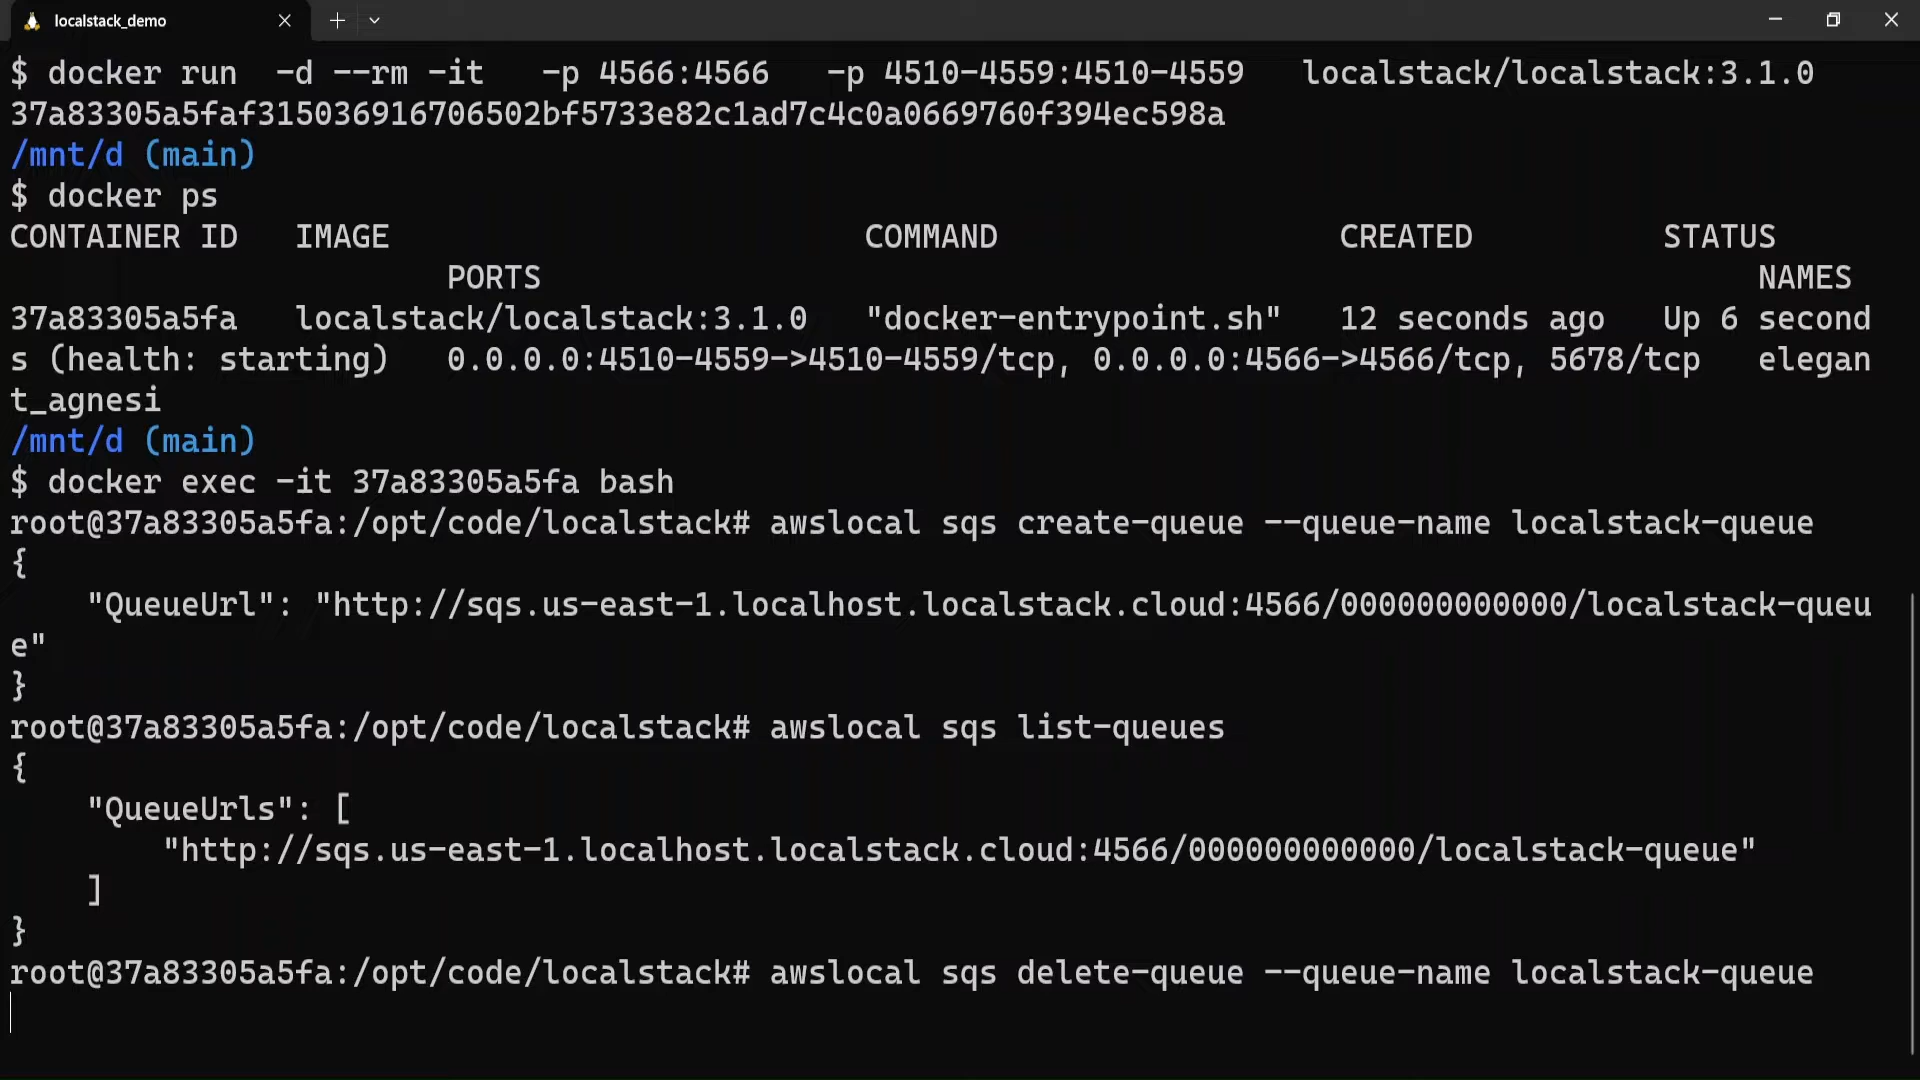 localstack_demo
$ docker run  -d --rm -it   -p 4566:4566   -p 4510-4559:4510-4559   localstack/localstack:3.1.0
37a83305a5faf315036916706502bf5733e82c1ad7c4c0a0669760f394ec598a
/mnt/d (main)
$ docker ps
CONTAINER ID   IMAGE                         COMMAND                  CREATED          STATUS
PORTS                                                                NAMES
37a83305a5fa   localstack/localstack:3.1.0   "docker-entrypoint.sh"   12 seconds ago   Up 6 second
s (health: starting)   0.0.0.0:4510-4559->4510-4559/tcp, 0.0.0.0:4566->4566/tcp, 5678/tcp   elegan
t_agnesi
/mnt/d (main)
$ docker exec -it 37a83305a5fa bash
root@37a83305a5fa:/opt/code/localstack# awslocal sqs create-queue --queue-name localstack-queue
{
    "QueueUrl": "http://sqs.us-east-1.localhost.localstack.cloud:4566/000000000000/localstack-queu
e"
}
root@37a83305a5fa:/opt/code/localstack# awslocal sqs list-queues
{
    "QueueUrls": [
        "http://sqs.us-east-1.localhost.localstack.cloud:4566/000000000000/localstack-queue"
    ]
}
root@37a83305a5fa:/opt/code/localstack# awslocal sqs delete-queue --queue-name localstack-queue